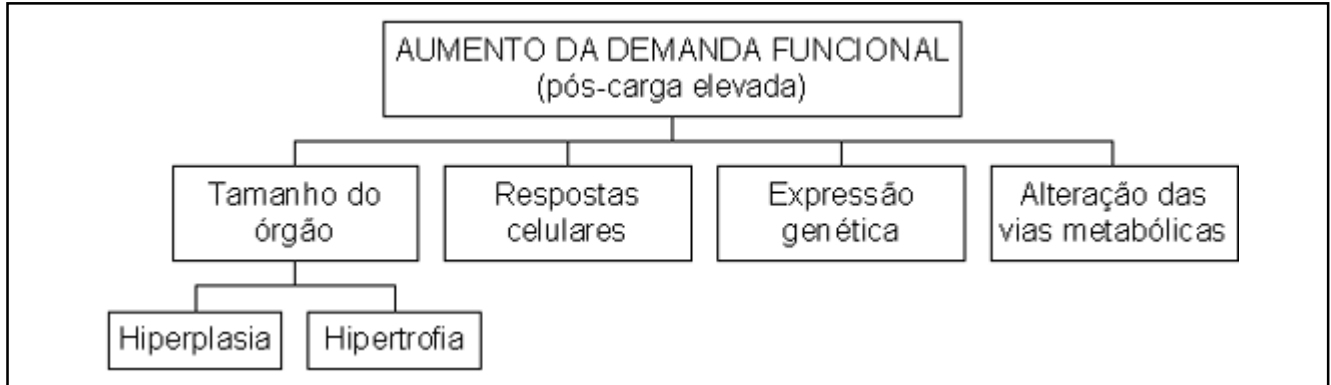 AUMENTO DA DEMANDA FUNCIONAL
(pós-carga elevada)
Tamanho do
órgão
Respostas
celulares
Expressão
genética
Alteração das
vias metabólicas
Hiperplasia
Hipertrofia